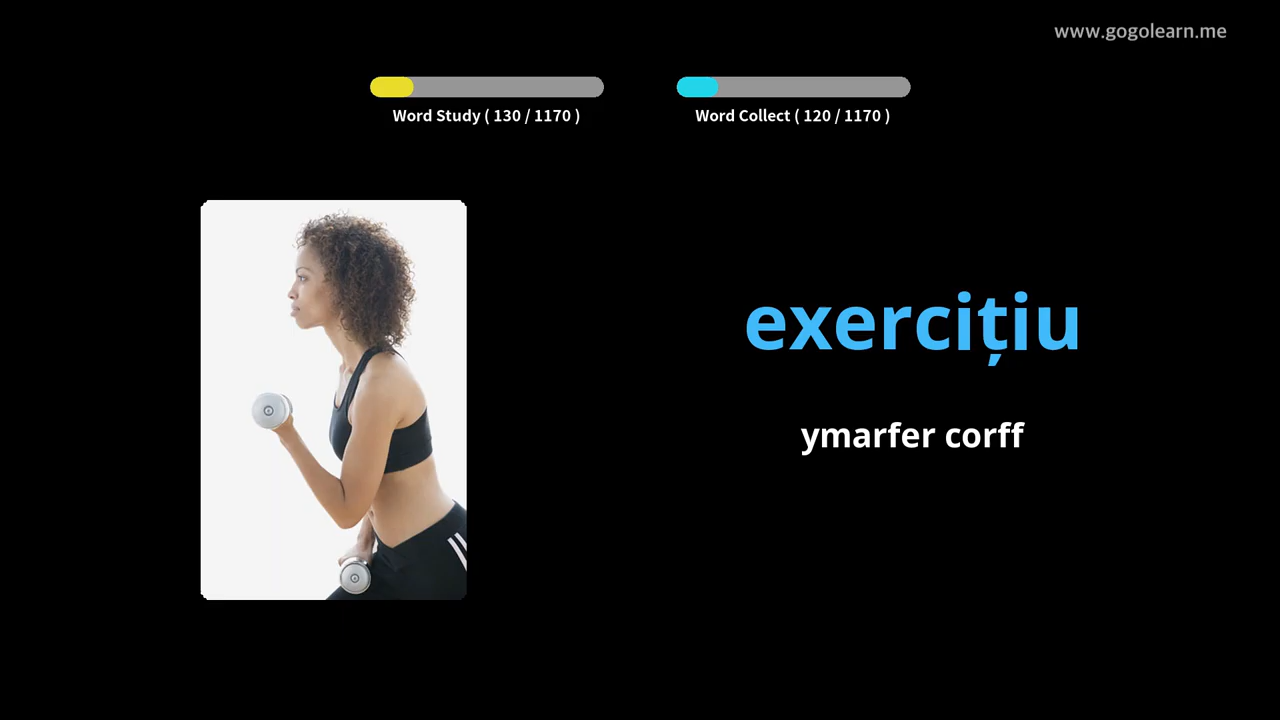 www.gogolearn.me
Word Study ( 130 / 1170 )
Word Collect ( 120 / 1170 )
exercițiu
ymarfer corff